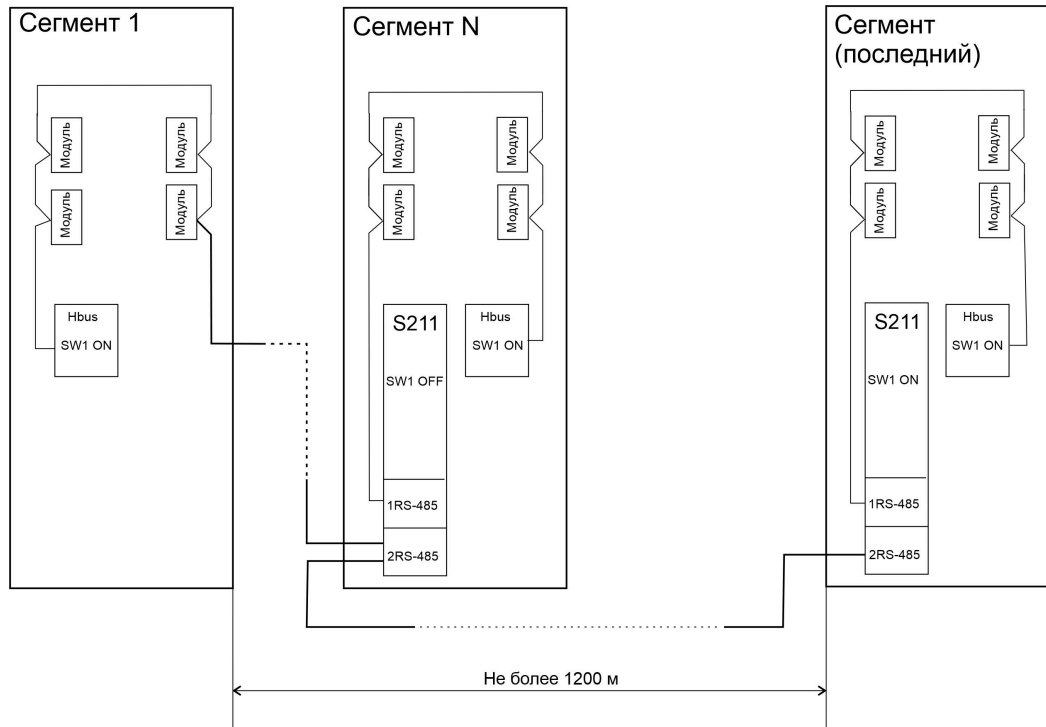 Сегмент 1
Модуль
Модуль
Модуль
Модуль
Hbus
SW1 ON
Сегмент N
Модуль
Модуль
Модуль
Модуль
S211
SW1 OFF
1RS-485
2RS-485
Hbus
SW1 ON
Сегмент
(последний)
Модуль
Модуль
Модуль
Модуль
S211
SW1 ON
1RS-485
2RS-485
Hbus
SW1 ON
Не более 1200 м